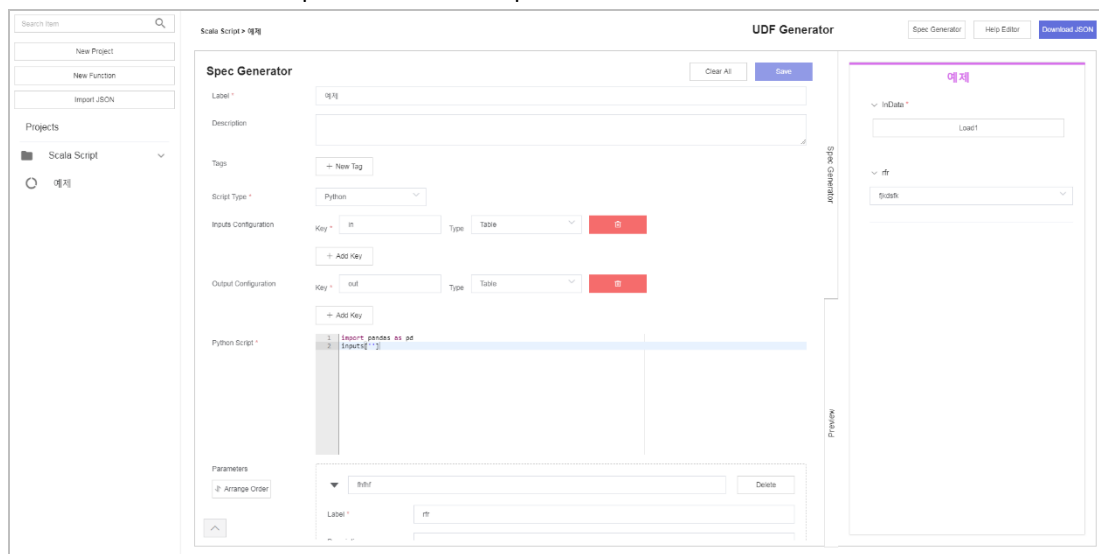 Search Item
New Project
New Function
Import JSON
Projects
Scala Script
예제
Scala Script > 예제
UDF Generator
Spec Generator
Help Editor
Download JSON
Spec Generator
Clear All
Save
Label *
예제
Description
Tags
+ New Tag
Script Type *
Python
Inputs Configuration
Key *
in
Type
Table
+ Add Key
Output Configuration
Key *
out
Type
Table
+ Add Key
Python Script *
1 import pandas as pd
2 inputs['']
Parameters
Arrange Order
Delete
Label *
Spec Generator
Preview
예제
InData *
Load1